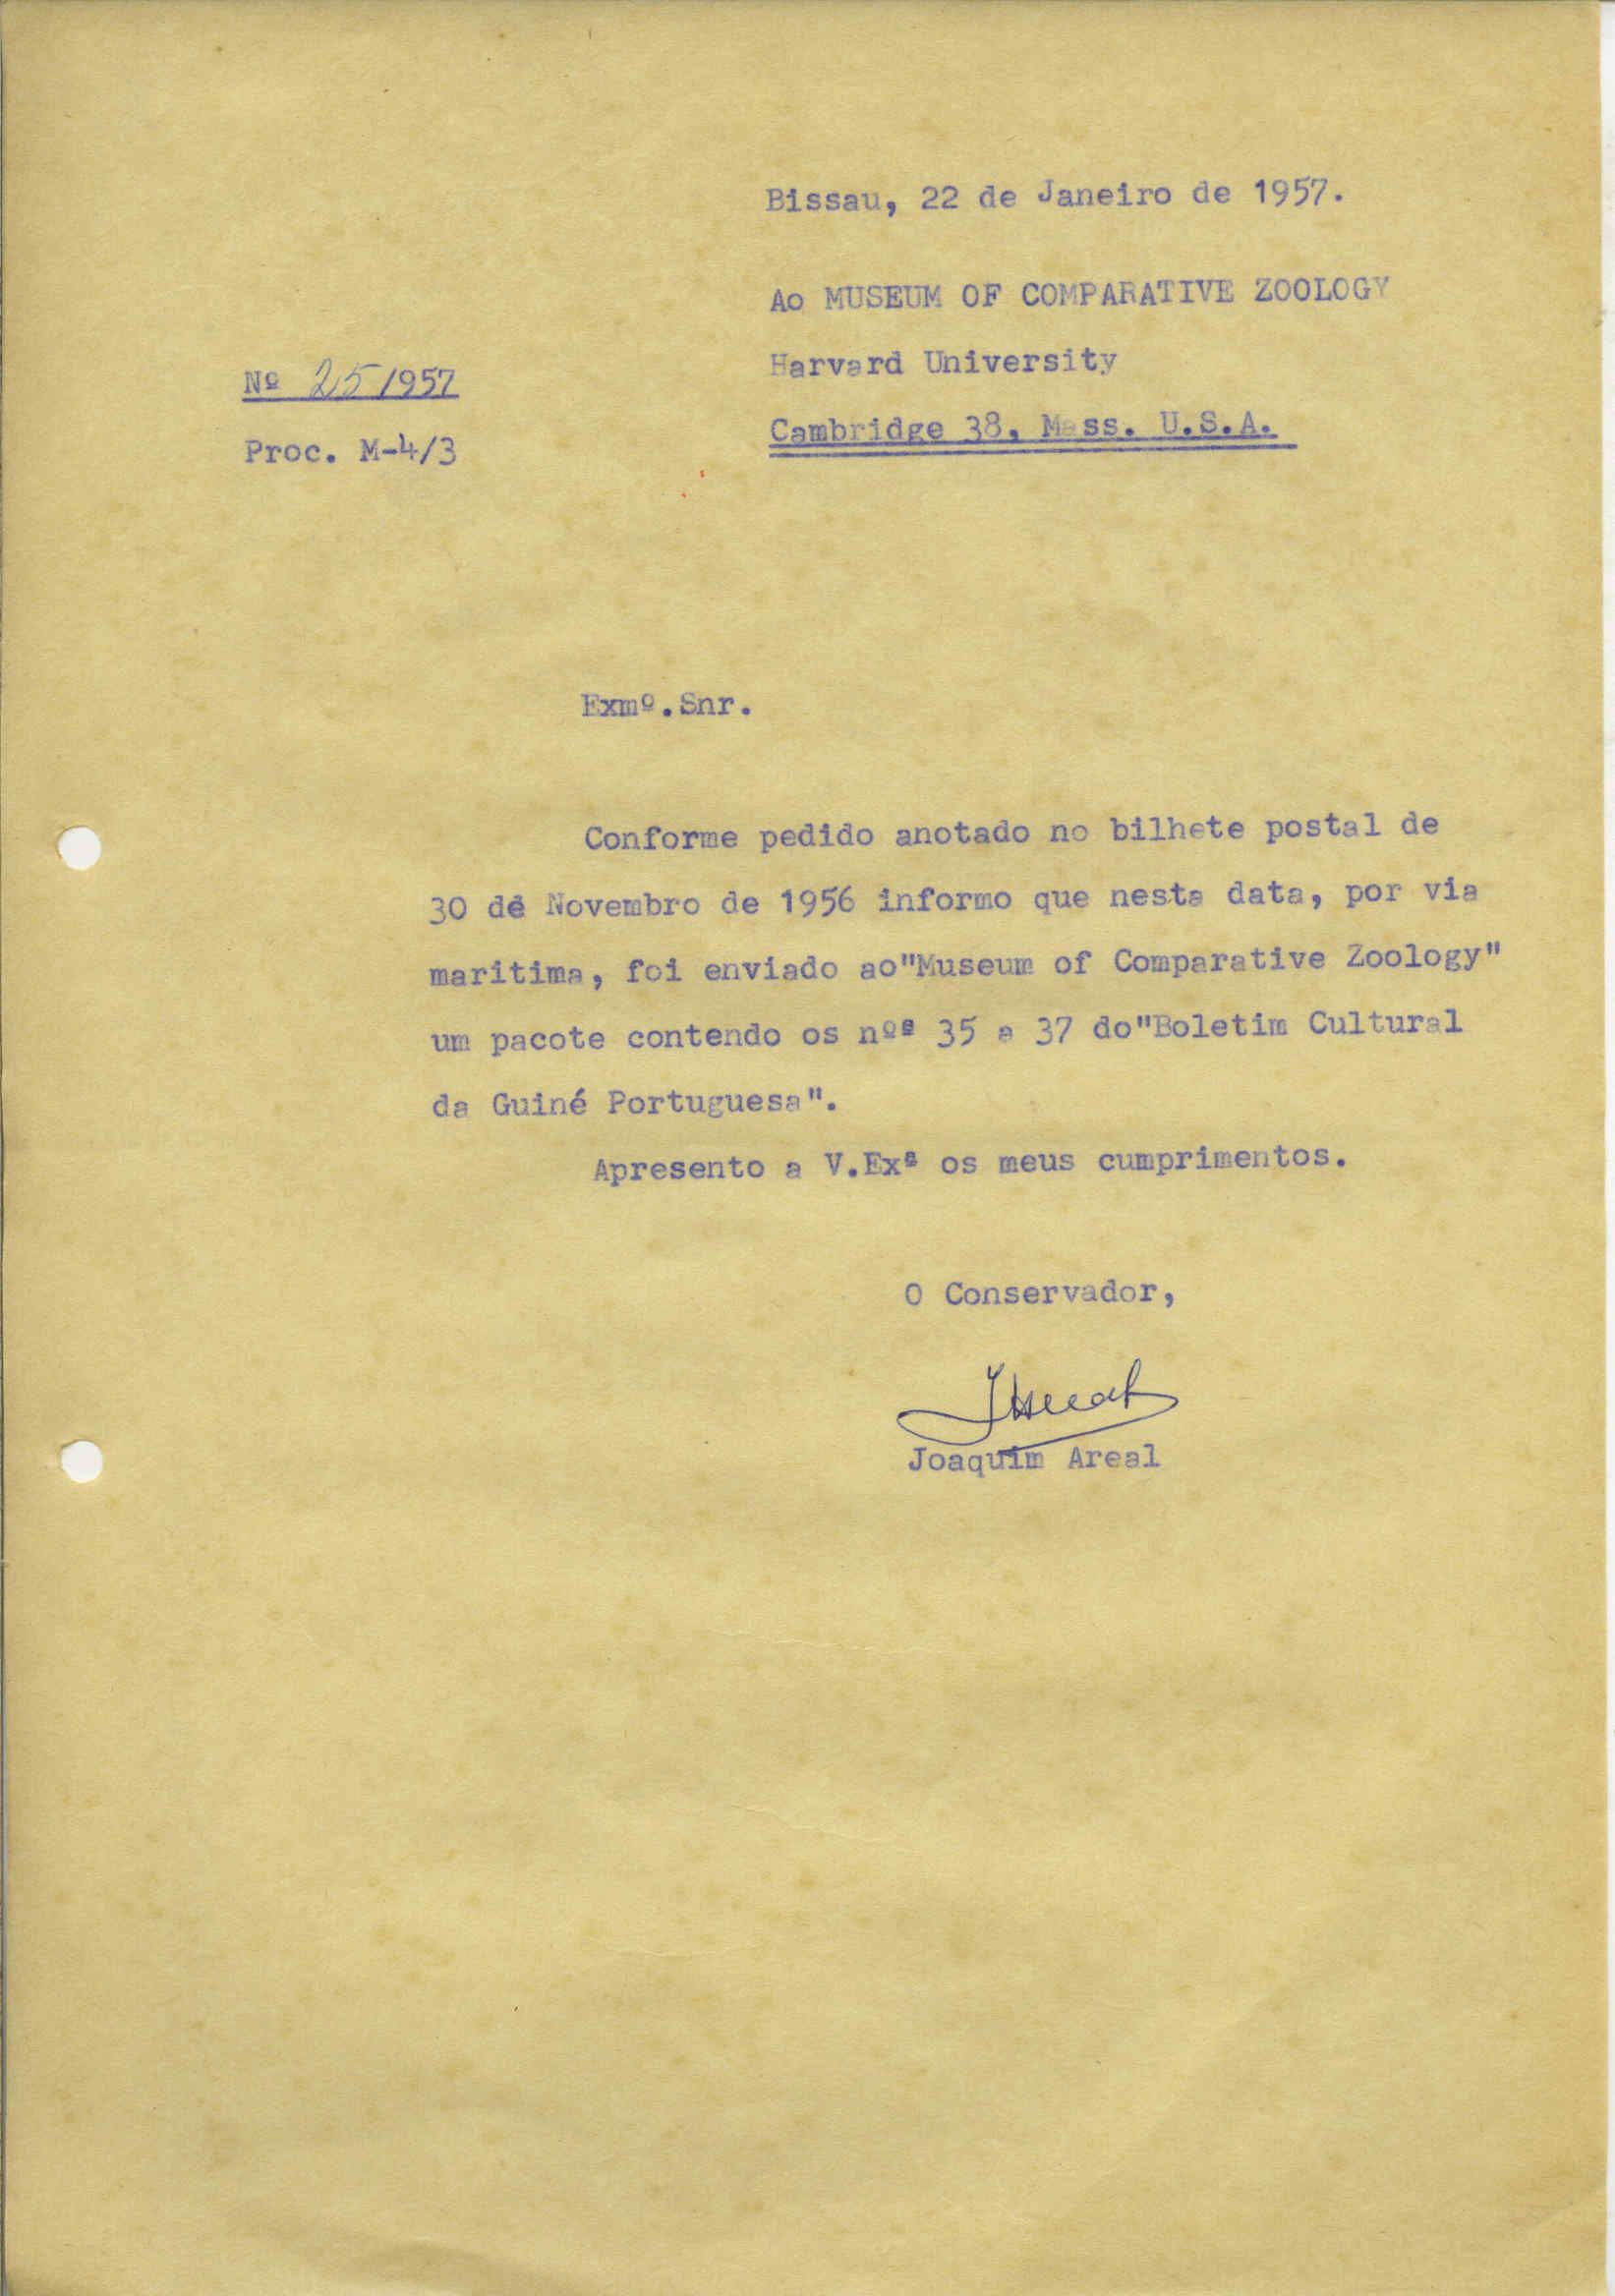 Bissau, 22 de Janeiro de 1957.
Ao MUSEUM OF COMPARATIVE ZOOLOGY
Harvard University
Cambridge 38, Mass. U.S.A.
Nº 25/1957
Proc. M-4/3
Exmº.Snr.
Conforme pedido anotado no bilhete postal de
30 de Novembro de 1956 informo que nesta data, por via
maritima, foi enviado ao"Museum of Comparative Zoology"
um pacote contendo os nºˢ 35 a 37 do"Boletim Cultural
da Guiné Portuguesa".
Apresento a V.Exª os meus cumprimentos.
O Conservador,
JAreal
Joaquim Areal